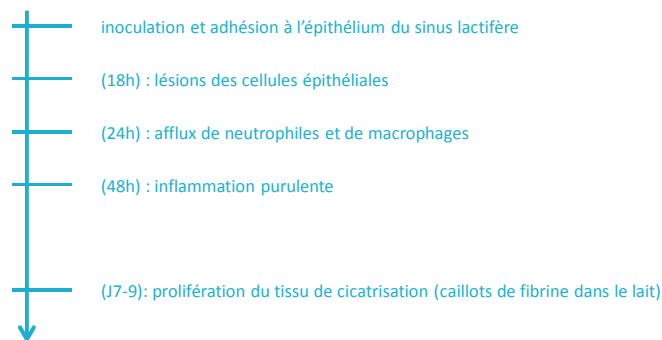 inoculation et adhésion à l'épithélium du sinus lactifère
(18h) : lésions des cellules épithéliales
(24h) : afflux de neutrophiles et de macrophages
(48h) : inflammation purulente
(J7-9): prolifération du tissu de cicatrisation (caillots de fibrine dans le lait)